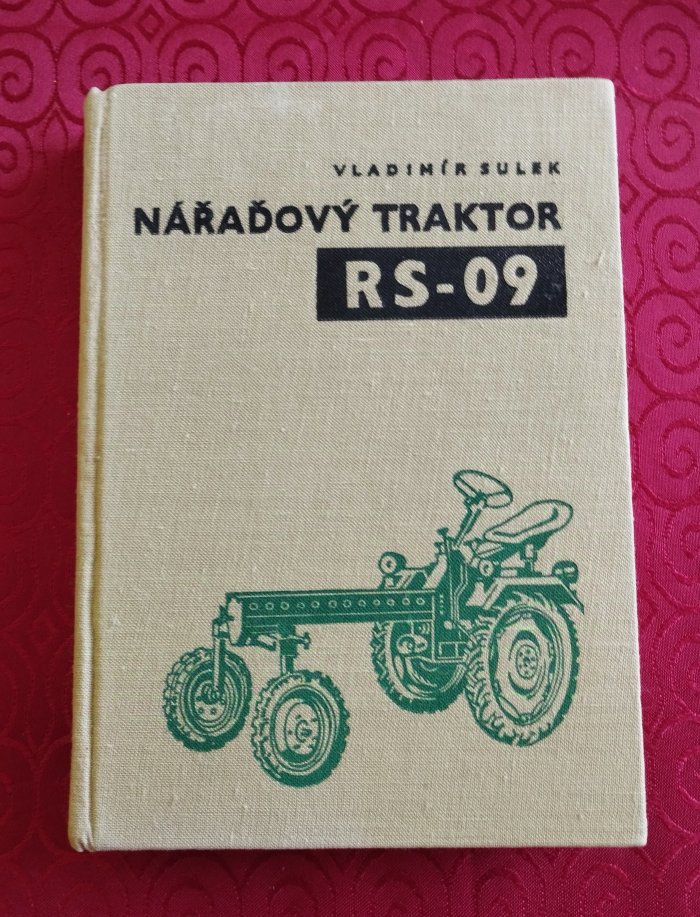 VLADIMÍR SULEK
NÁŘAĎOVÝ TRAKTOR
RS-09